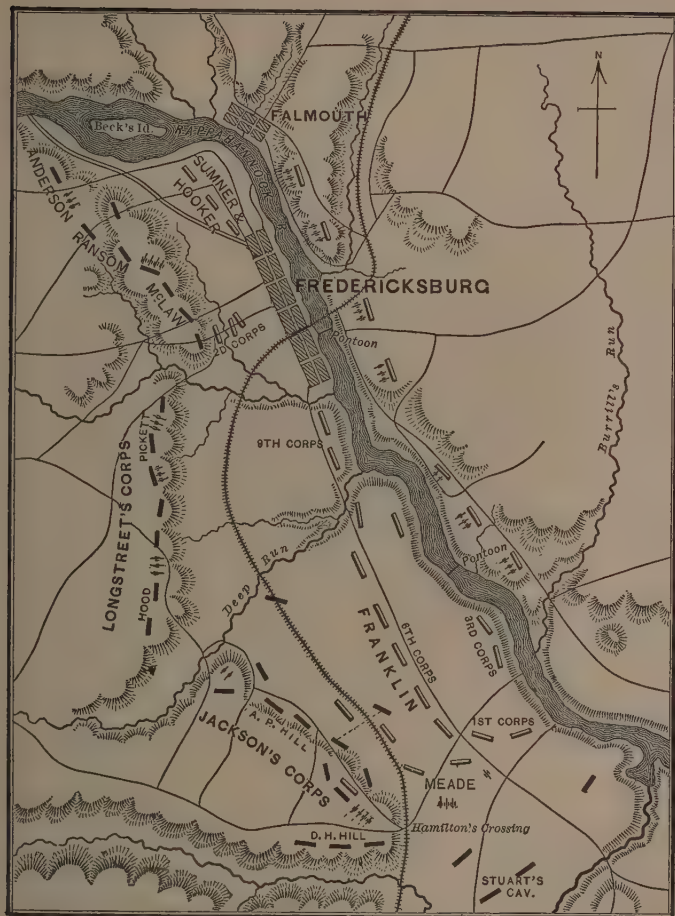 N
FALMOUTH
Beck's Id.
RAPPAHANNOCK
SUMNER &
HOOKER
ANDERSON
RANSOM
McLAW
FREDERICKSBURG
2D CORPS
Pontoon
Burrill's Run
9TH CORPS
PICKETT
LONGSTREET'S CORPS
HOOD
Deep Run
Pontoon
FRANKLIN
6TH CORPS
3RD CORPS
1ST CORPS
A. P. HILL
JACKSON'S CORPS
MEADE
Hamilton's Crossing
D. H. HILL
STUART'S
CAV.